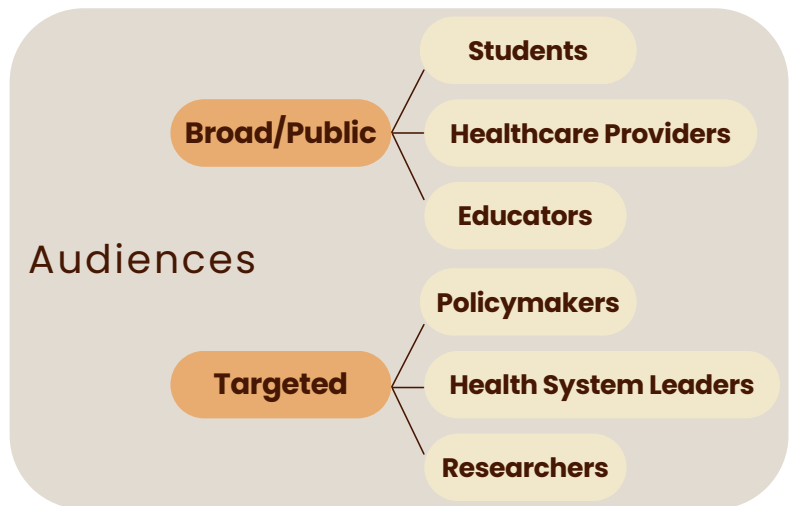 Audiences
Broad/Public
Students
Healthcare Providers
Educators
Targeted
Policymakers
Health System Leaders
Researchers